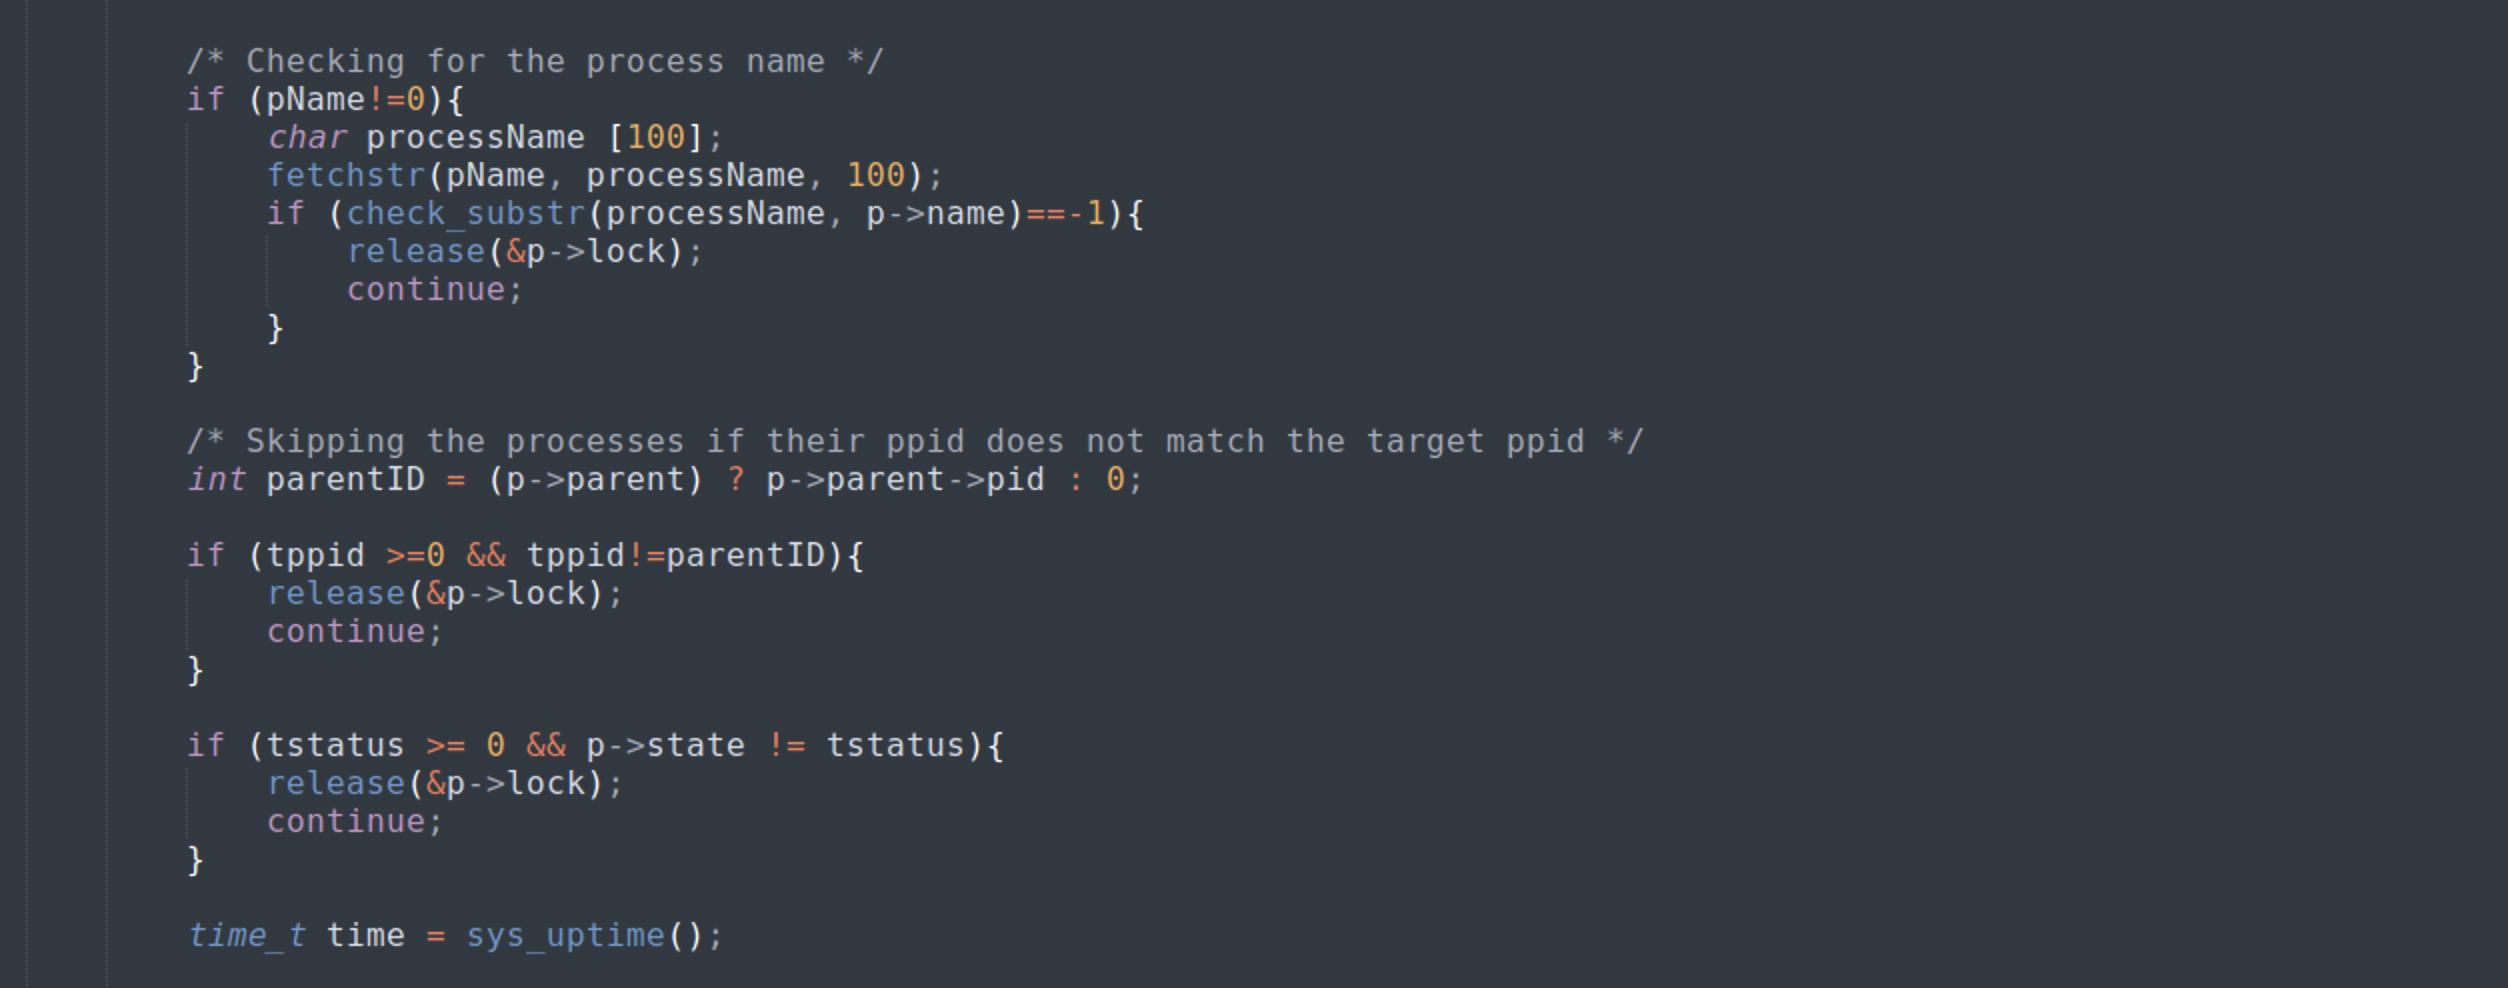 /* Checking for the process name */
if (pName!=0){
char processName [100];
fetchstr(pName, processName, 100);
if (check_substr(processName, p->name)==-1){
release(&p->lock);
continue;
}
}
/* Skipping the processes if their ppid does not match the target ppid */
int parentID = (p->parent) ? p->parent->pid : 0;
if (tppid >=0 && tppid!=parentID){
release(&p->lock);
continue;
}
if (tstatus >= 0 && p->state != tstatus){
release(&p->lock);
continue;
}
time_t time = sys_uptime();